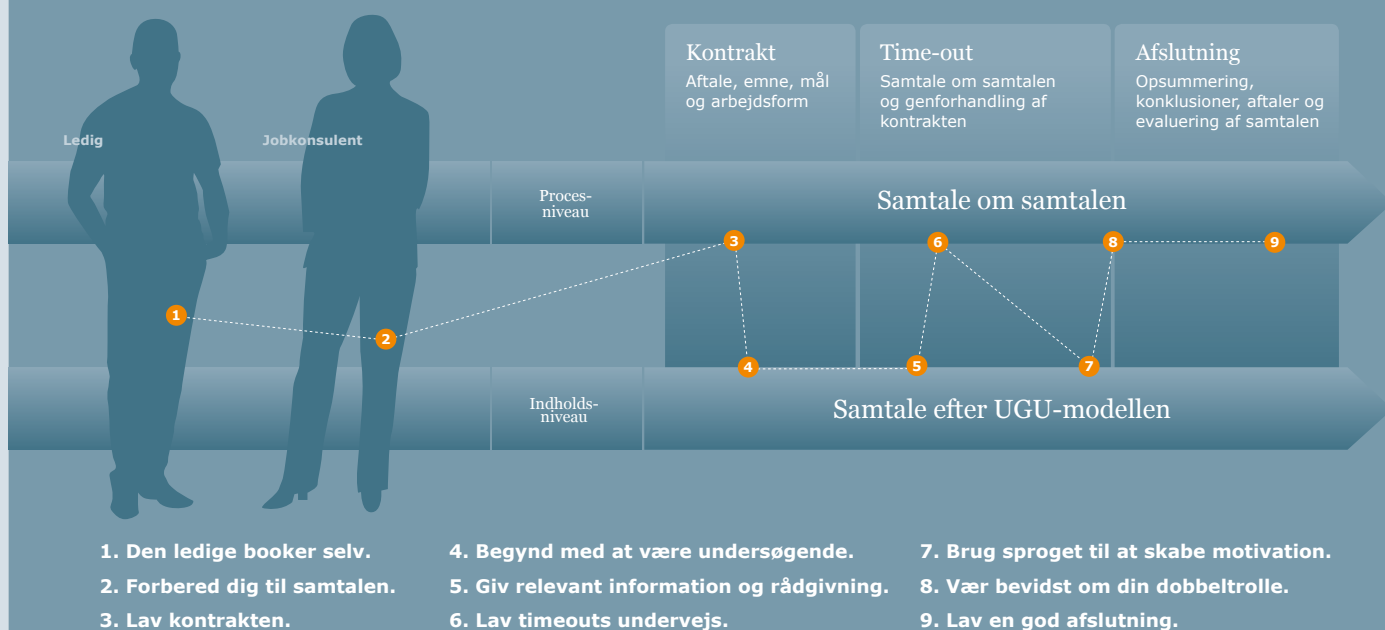 Kontrakt
Aftale, emne, mål
og arbejdsform
Time-out
Samtale om samtalen
og genforhandling af
kontrakten
Afslutning
Opsummering,
konklusioner, aftaler og
evaluering af samtalen
Ledig
Jobkonsulent
Proces-
niveau
Samtale om samtalen
3
6
8
9
1
2
4
5
7
Indholds-
niveau
Samtale efter UGU-modellen
1. Den ledige booker selv.
2. Forbered dig til samtalen.
3. Lav kontrakten.
4. Begynd med at være undersøgende.
5. Giv relevant information og rådgivning.
6. Lav timeouts undervejs.
7. Brug sproget til at skabe motivation.
8. Vær bevidst om din dobbeltrolle.
9. Lav en god afslutning.